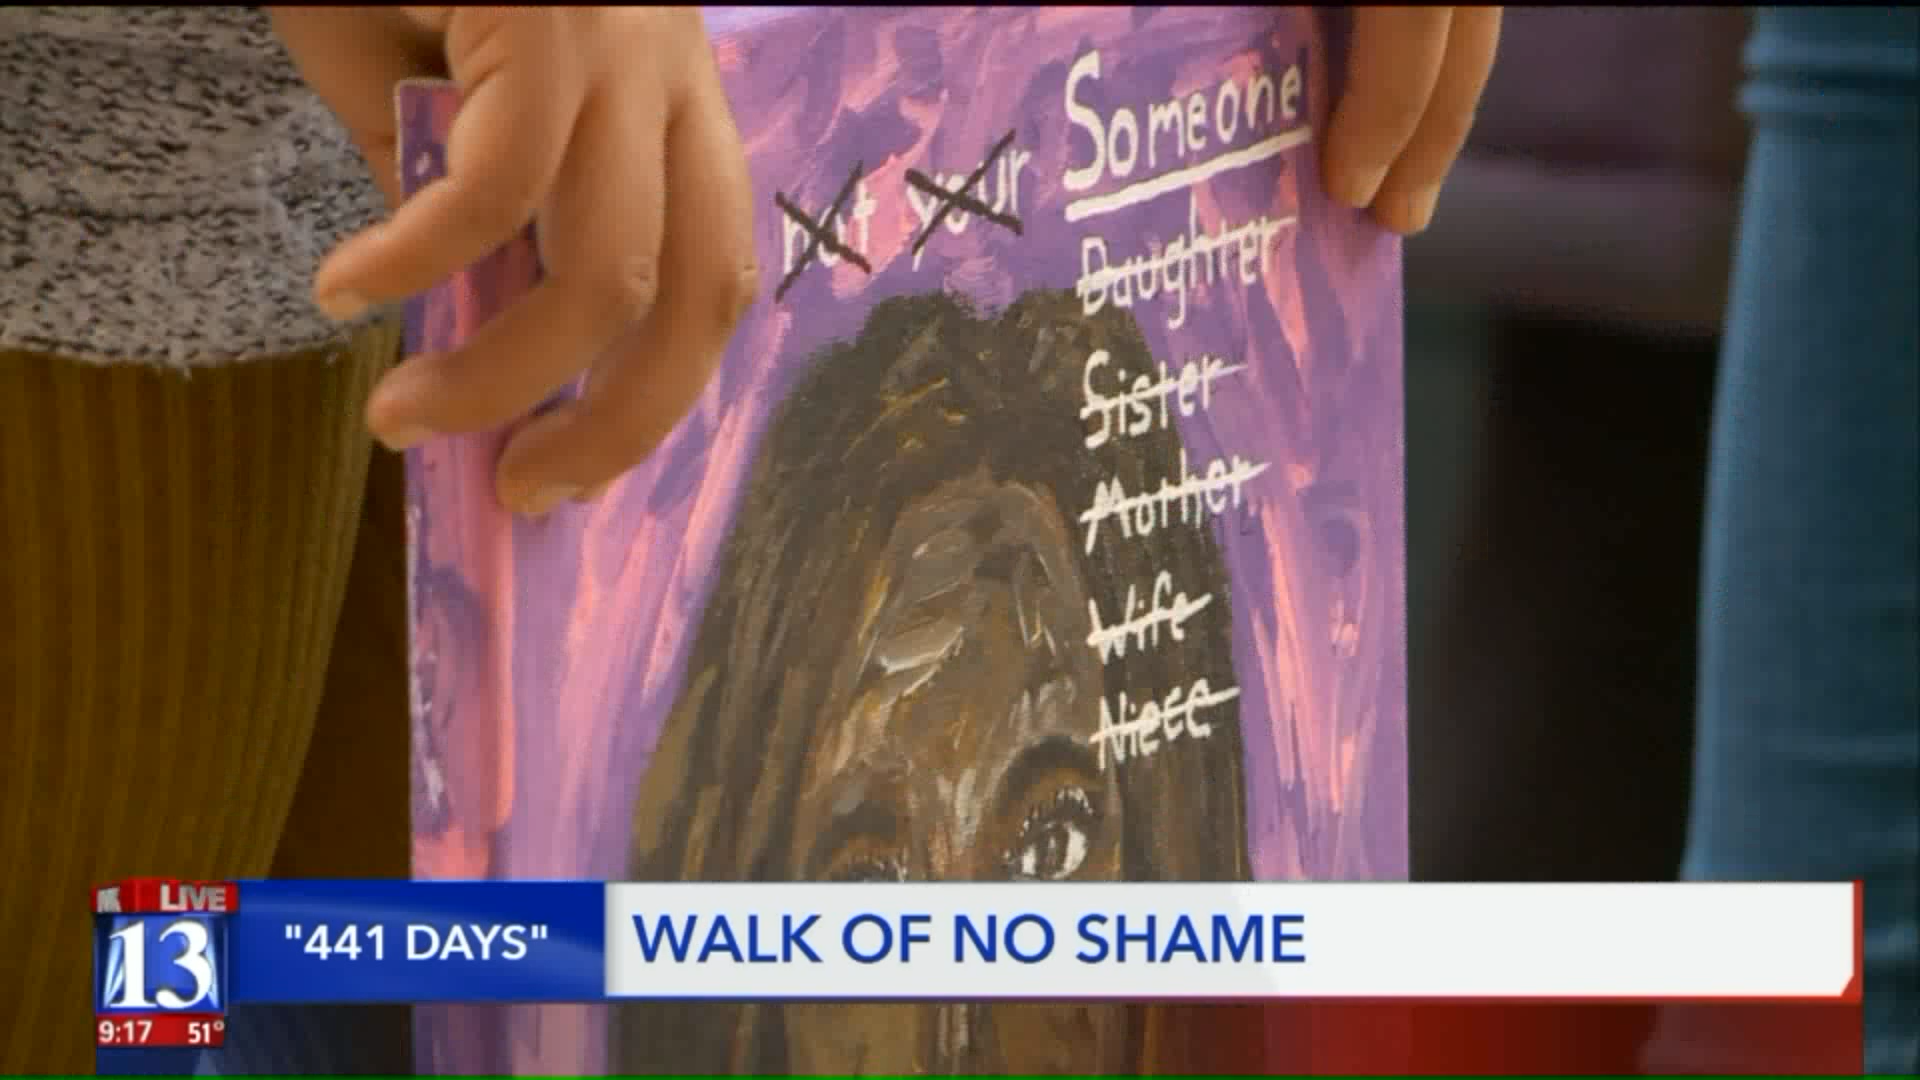 not your Someone
Daughter
Sister
Mother
Wife
Niece
LIVE
13
9:17 51°
"441 DAYS"
WALK OF NO SHAME